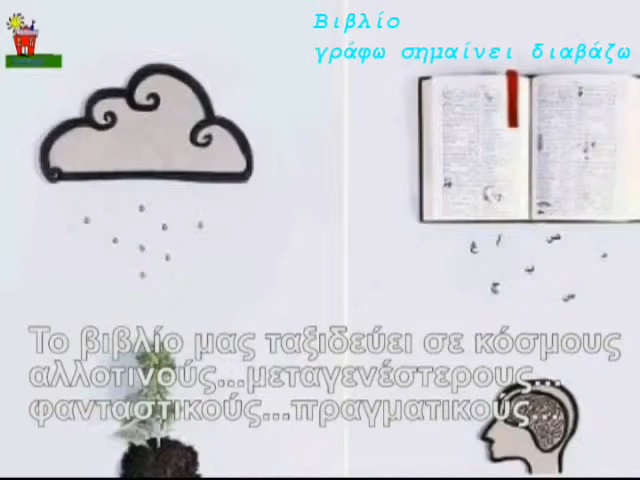 Βιβλίο
γράφω σημαίνει διαβάζω
Το βιβλίο μας ταξιδεύει σε κόσμους
αλλοτινούς...μεταγενέστερους...
φανταστικούς...πραγματικούς...